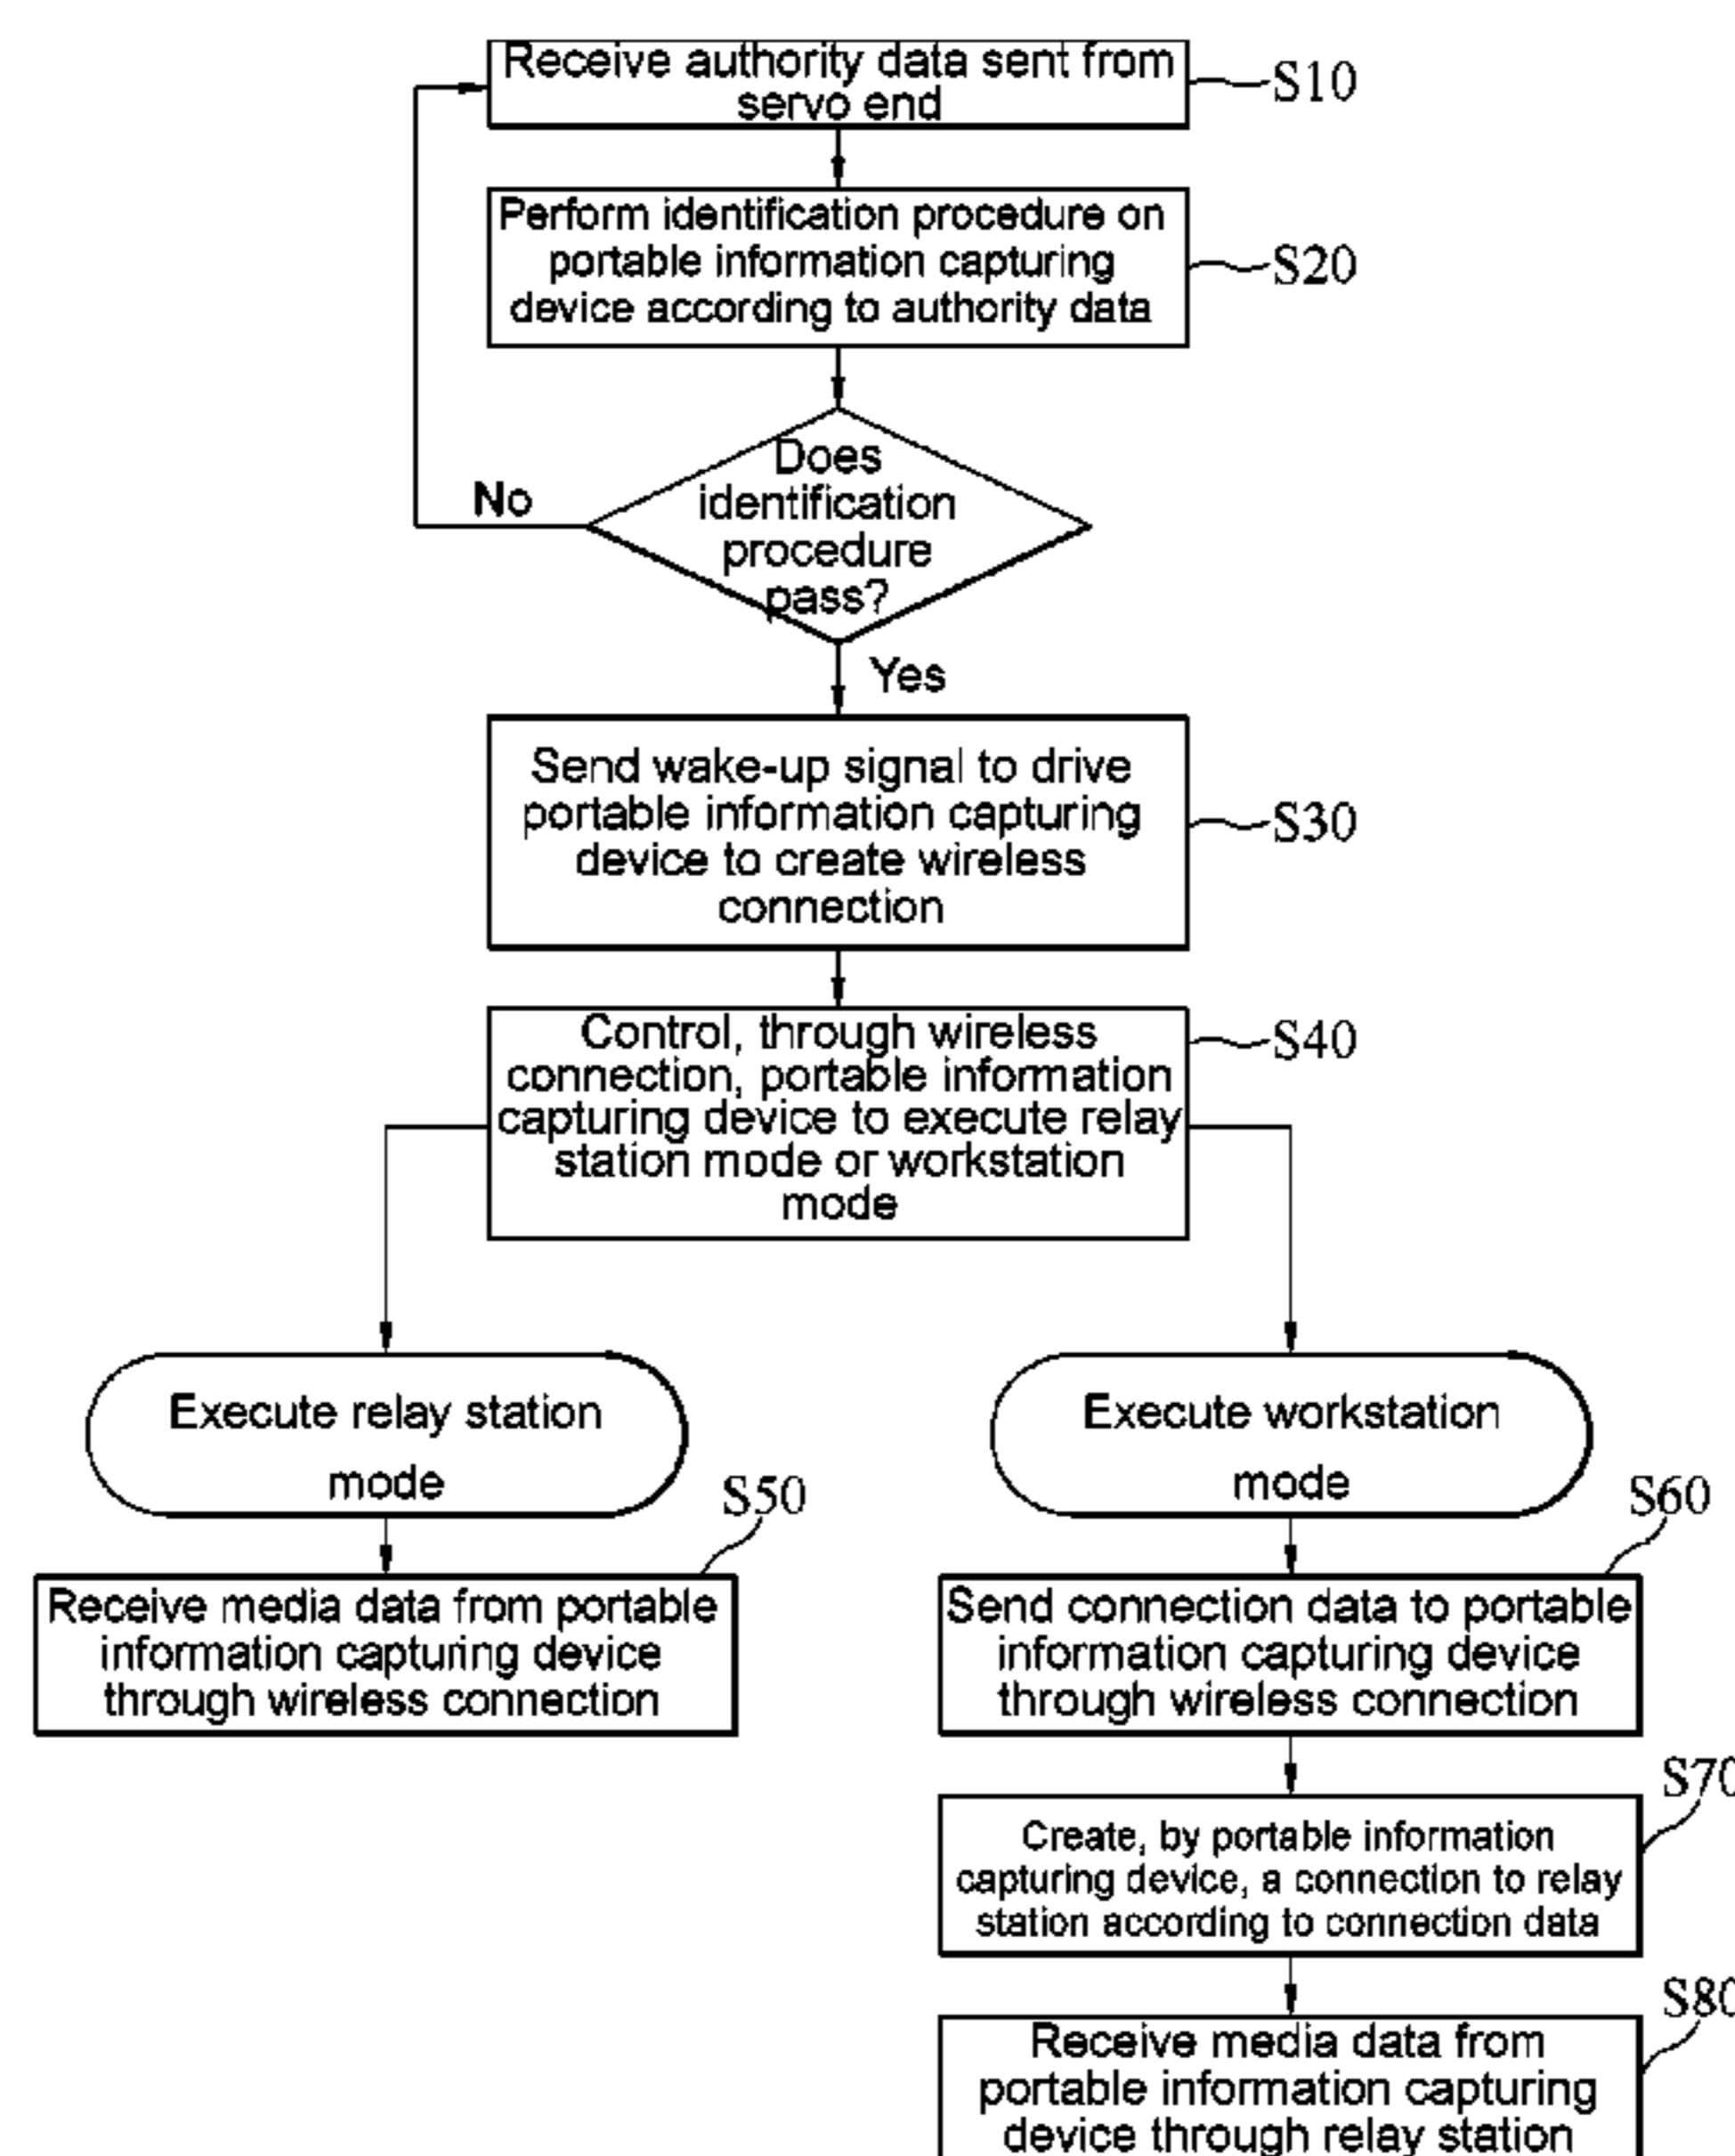 Receive authority data sent from
servo end
S10
Perform identification procedure on
portable information capturing
device according to authority data
S20
Does
identification
procedure
pass?
No
Yes
Send wake-up signal to drive
portable information capturing
device to create wireless
connection
S30
Control, through wireless
connection, portable information
capturing device to execute relay
station mode or workstation
mode
S40
Execute relay station
mode
S50
Receive media data from portable
information capturing device
through wireless connection
Execute workstation
mode
S60
Send connection data to portable
information capturing device
through wireless connection
S70
Create, by portable information
capturing device, a connection to relay
station according to connection data
S80
Receive media data from
portable information capturing
device through relay station